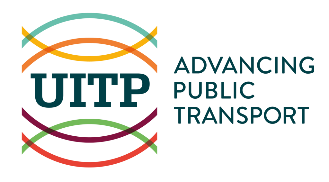 UITP
ADVANCING
PUBLIC
TRANSPORT